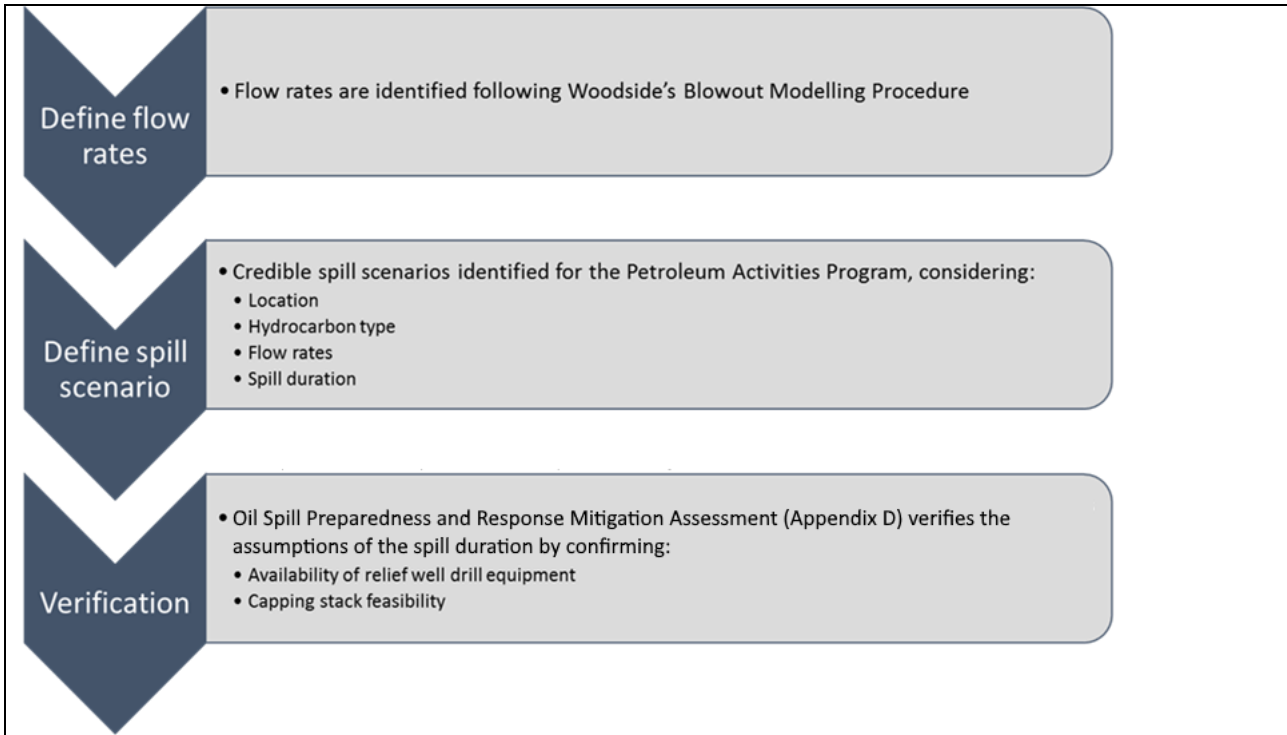 Define flow
rates
• Flow rates are identified following Woodside's Blowout Modelling Procedure
Define spill
scenario
• Credible spill scenarios identified for the Petroleum Activities Program, considering:
• Location
• Hydrocarbon type
• Flow rates
• Spill duration
Verification
• Oil Spill Preparedness and Response Mitigation Assessment (Appendix D) verifies the
assumptions of the spill duration by confirming:
• Availability of relief well drill equipment
• Capping stack feasibility